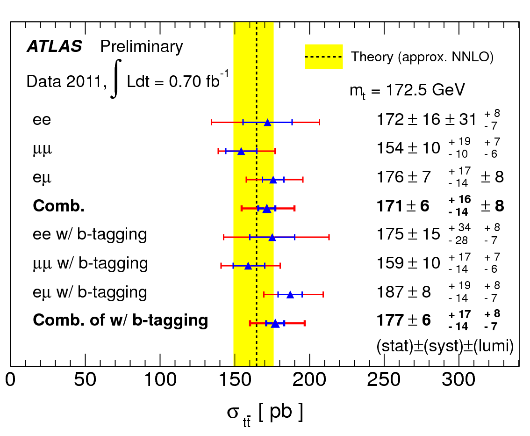 ATLAS Preliminary
Theory (approx. NNLO)
Data 2011, ∫ Ldt = 0.70 fb⁻¹
mₜ = 172.5 GeV
ee 172 ± 16 ± 31 + 8 - 7
μμ 154 ± 10 + 19 - 10 + 7 - 6
eμ 176 ± 7 + 17 - 14 ± 8
Comb. 171 ± 6 + 16 - 14 ± 8
ee w/ b-tagging 175 ± 15 + 34 - 28 + 8 - 7
μμ w/ b-tagging 159 ± 10 + 17 - 14 + 7 - 6
eμ w/ b-tagging 187 ± 8 + 19 - 14 + 8 - 7
Comb. of w/ b-tagging 177 ± 6 + 17 - 14 + 8 - 7
(stat)±(syst)±(lumi)
0 50 100 150 200 250 300
σ tt̄ [ pb ]